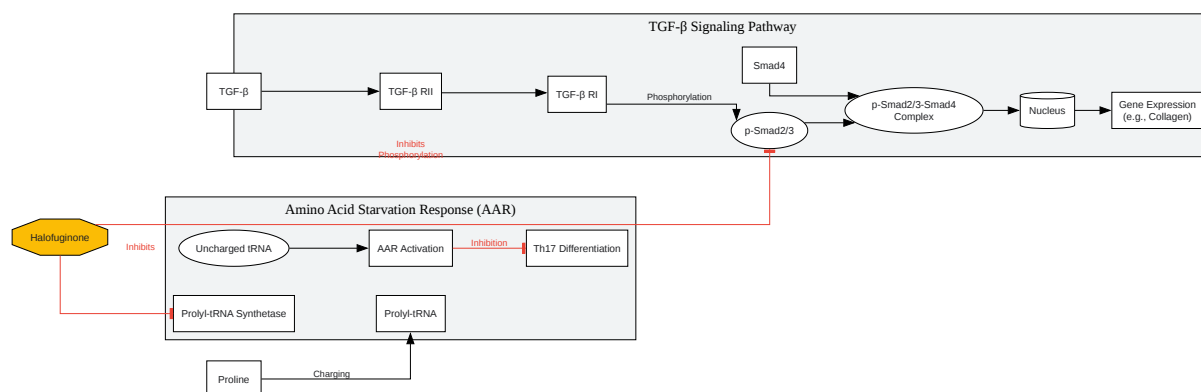 TGF-β Signaling Pathway
Smad4
TGF-β
TGF-β RII
TGF-β RI
Phosphorylation
p-Smad2/3
p-Smad2/3-Smad4
Complex
Nucleus
Gene Expression
(e.g., Collagen)
Inhibits
Phosphorylation
Amino Acid Starvation Response (AAR)
Halofuginone
Inhibits
Uncharged tRNA
AAR Activation
Inhibition
Th17 Differentiation
Prolyl-tRNA Synthetase
Prolyl-tRNA
Proline
Charging